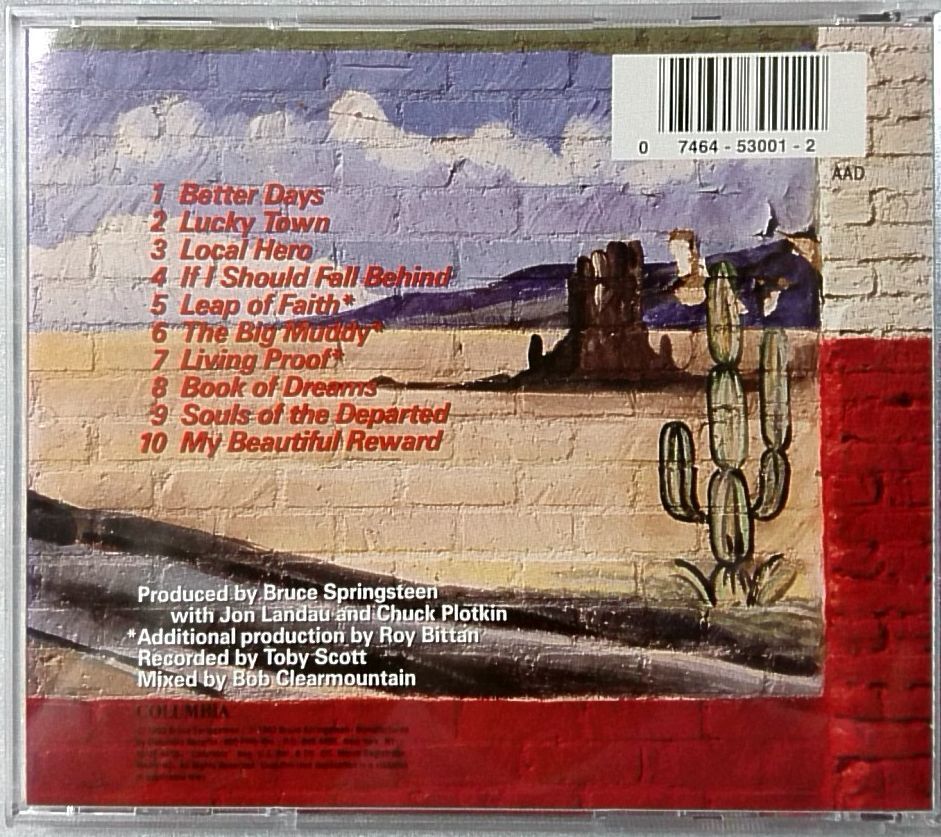 0 7464 - 53001 - 2
AAD
1 Better Days
2 Lucky Town
3 Local Hero
4 If I Should Fall Behind
5 Leap of Faith*
6 The Big Muddy*
7 Living Proof*
8 Book of Dreams
9 Souls of the Departed
10 My Beautiful Reward
Produced by Bruce Springsteen
with Jon Landau and Chuck Plotkin
*Additional production by Roy Bittan
Recorded by Toby Scott
Mixed by Bob Clearmountain
COLUMBIA